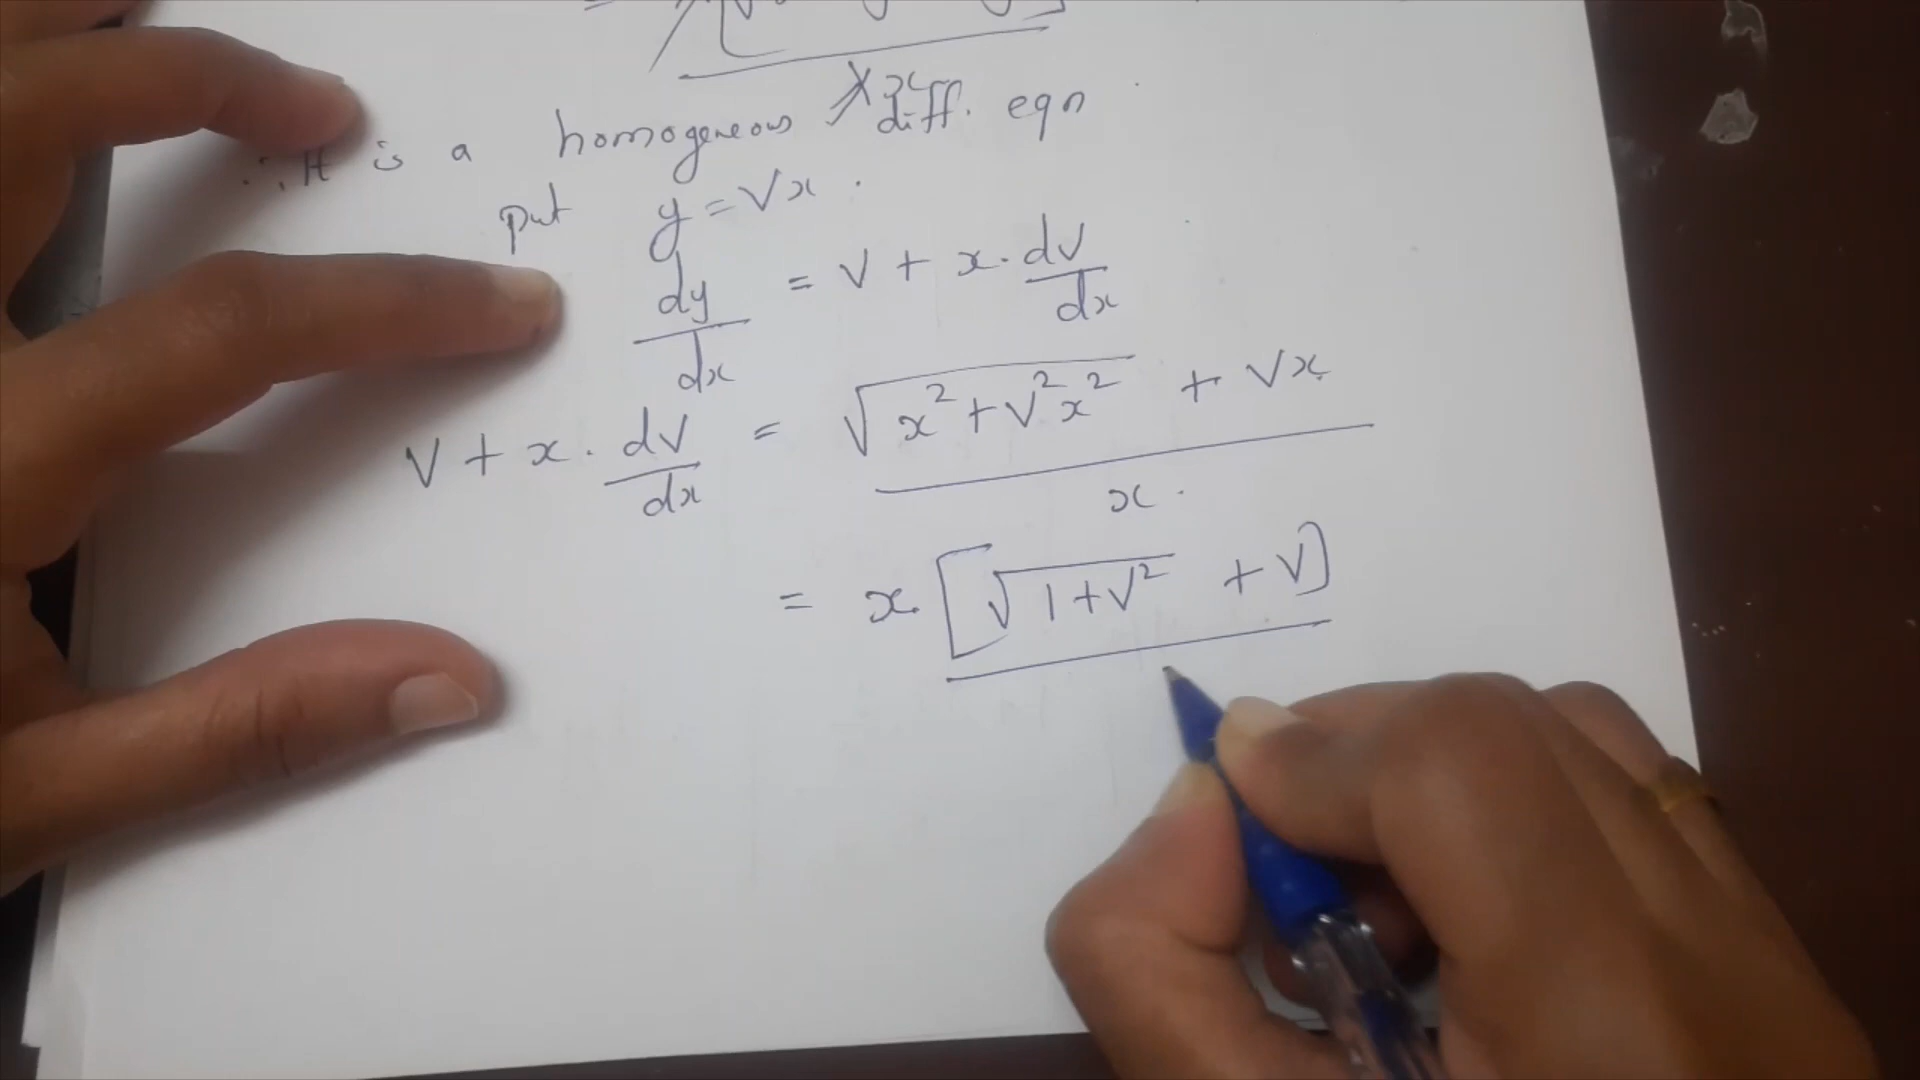 ∴ It is a homogeneous diff. eqn
put y = Vx.
dy/dx = V + x. dV/dx
V + x. dV/dx = √(x² + V²x²) + Vx / x.
= x[√(1+V²) + V]